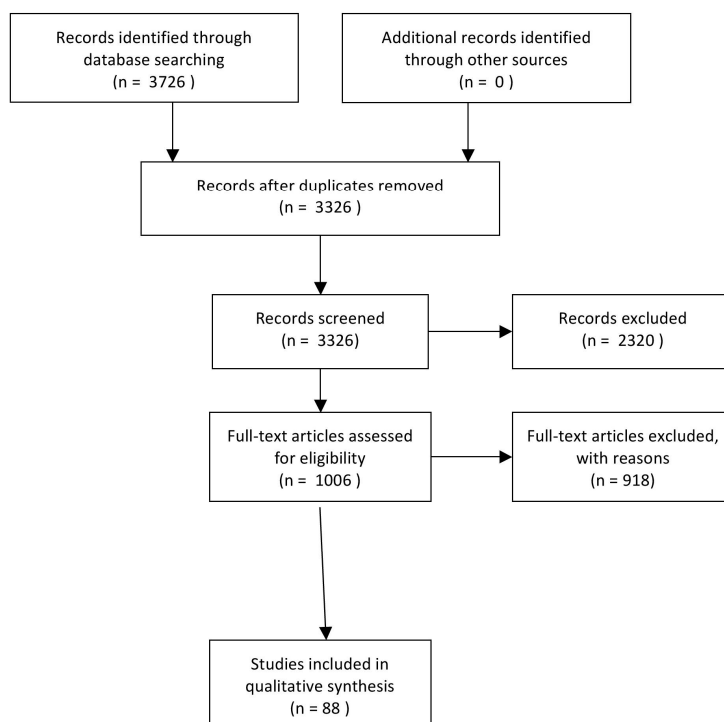 Records identified through
database searching
(n = 3726 )
Additional records identified
through other sources
(n = 0 )
Records after duplicates removed
(n = 3326 )
Records screened
(n = 3326)
Records excluded
(n = 2320 )
Full-text articles assessed
for eligibility
(n = 1006 )
Full-text articles excluded,
with reasons
(n = 918)
Studies included in
qualitative synthesis
(n = 88 )